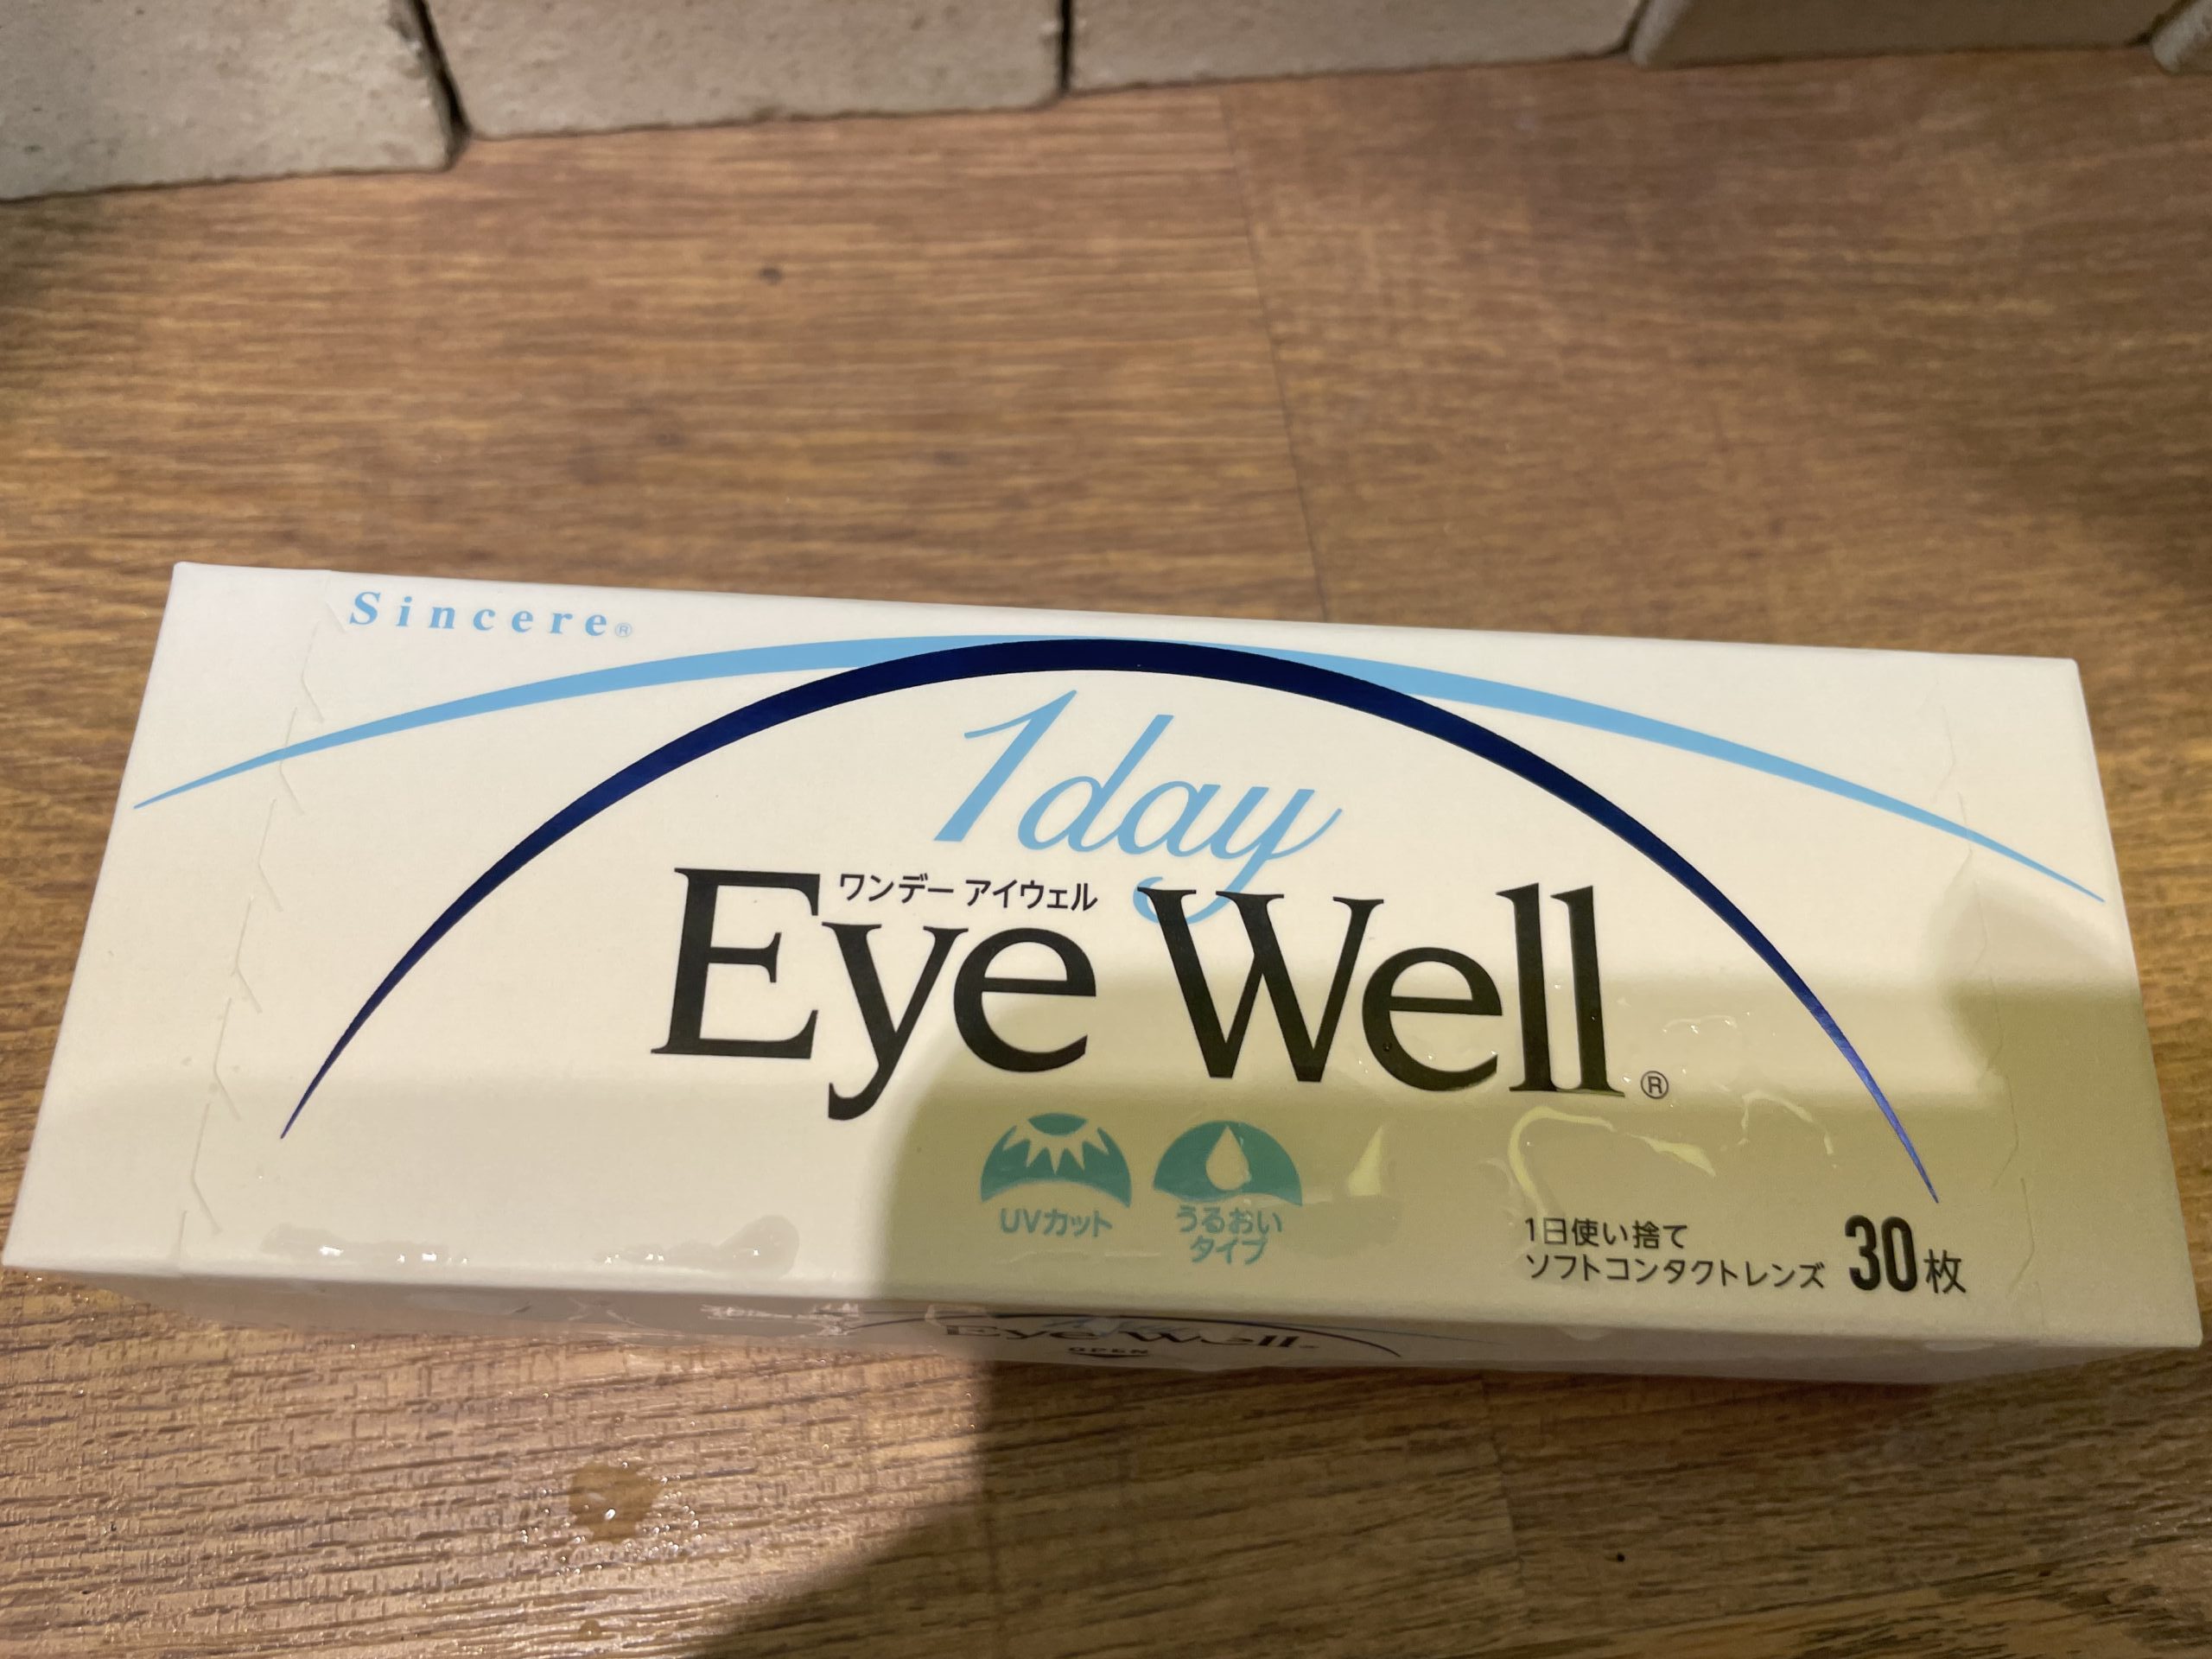 Sincere®
1day
ワンデー アイウェル
Eye Well®
UVカット
うるおい
タイプ
1日使い捨て
ソフトコンタクトレンズ 30枚
Eye Well
OPEN